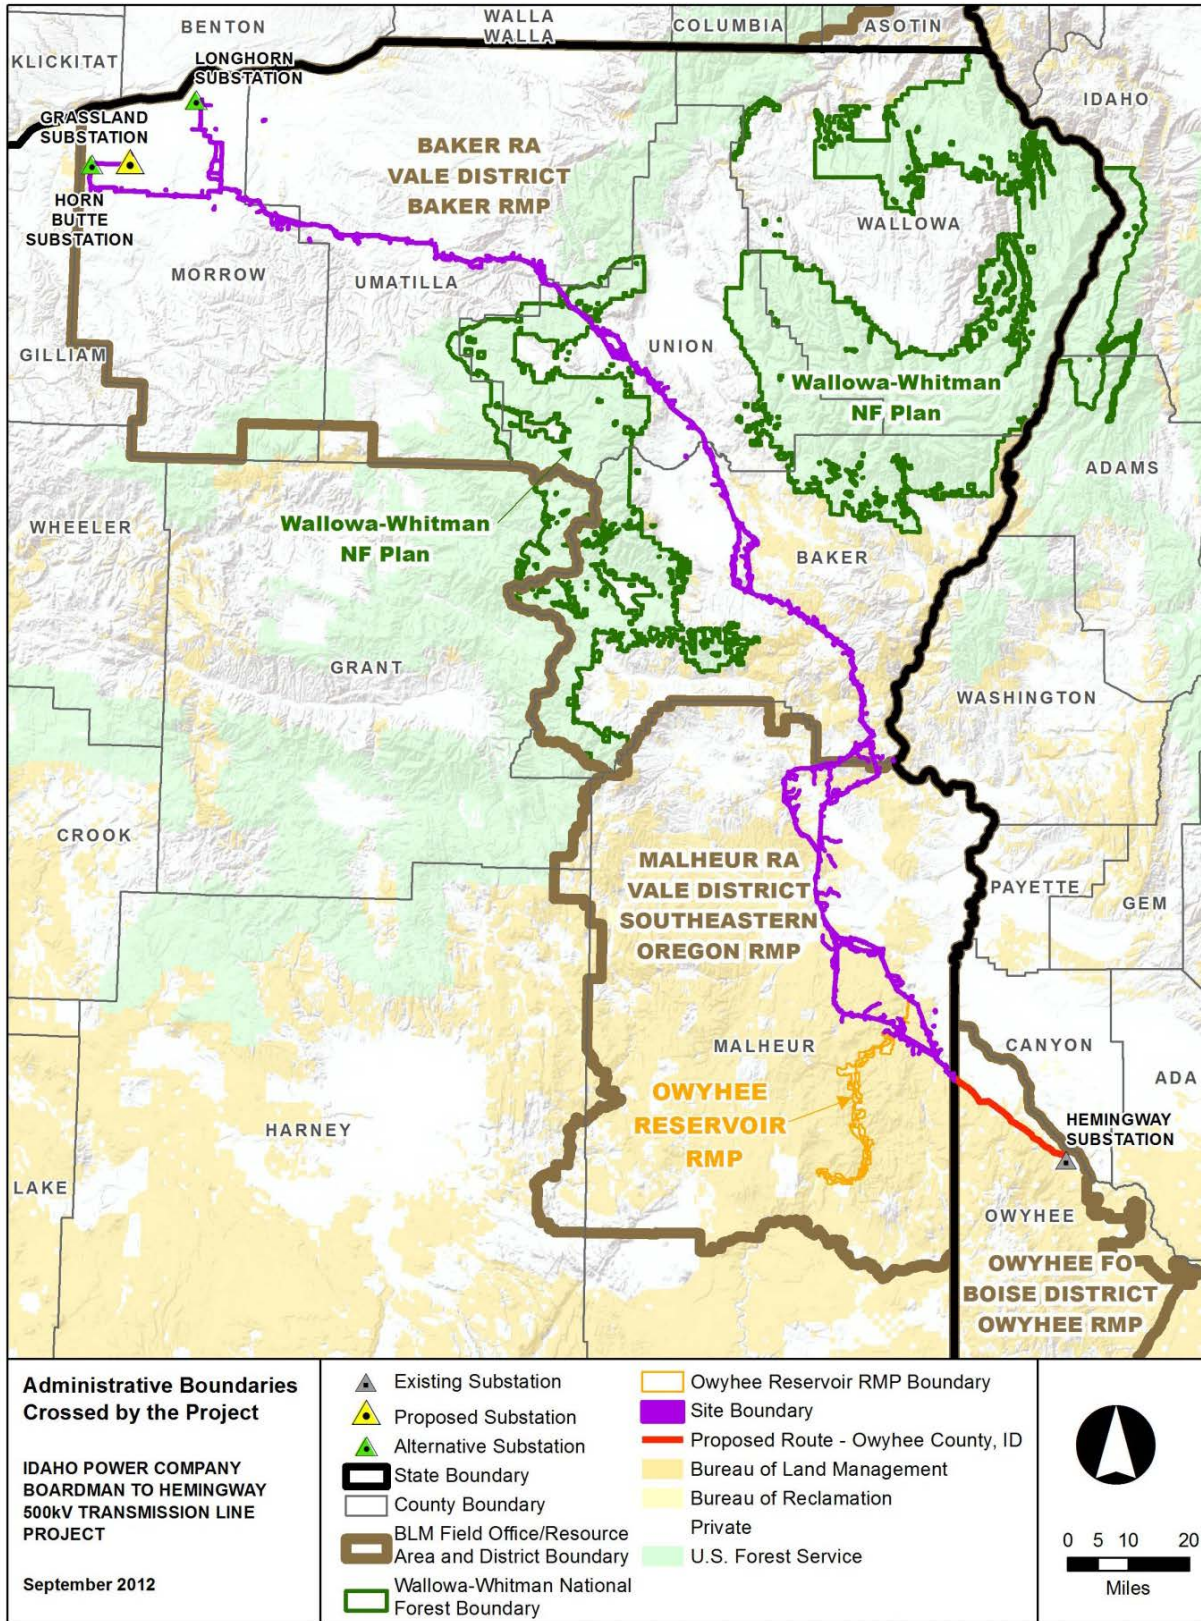 BENTON
WALLA
WALLA
COLUMBIA
ASOTIN
KLICKITAT
LONGHORN
SUBSTATION
IDAHO
GRASSLAND
SUBSTATION
BAKER RA
VALE DISTRICT
BAKER RMP
HORN
BUTTE
SUBSTATION
WALLOWA
MORROW
UMATILLA
GILLIAM
UNION
Wallowa-Whitman
NF Plan
ADAMS
WHEELER
Wallowa-Whitman
NF Plan
BAKER
GRANT
WASHINGTON
CROOK
MALHEUR RA
VALE DISTRICT
SOUTHEASTERN
OREGON RMP
PAYETTE
GEM
MALHEUR
CANYON
ADA
OWYHEE
RESERVOIR
RMP
HARNEY
HEMINGWAY
SUBSTATION
LAKE
OWYHEE
OWYHEE FO
BOISE DISTRICT
OWYHEE RMP
Administrative Boundaries
Crossed by the Project
IDAHO POWER COMPANY
BOARDMAN TO HEMINGWAY
500kV TRANSMISSION LINE
PROJECT
September 2012
Existing Substation
Proposed Substation
Alternative Substation
State Boundary
County Boundary
BLM Field Office/Resource
Area and District Boundary
Wallowa-Whitman National
Forest Boundary
Owyhee Reservoir RMP Boundary
Site Boundary
Proposed Route - Owyhee County, ID
Bureau of Land Management
Bureau of Reclamation
Private
U.S. Forest Service
0 5 10 20
Miles